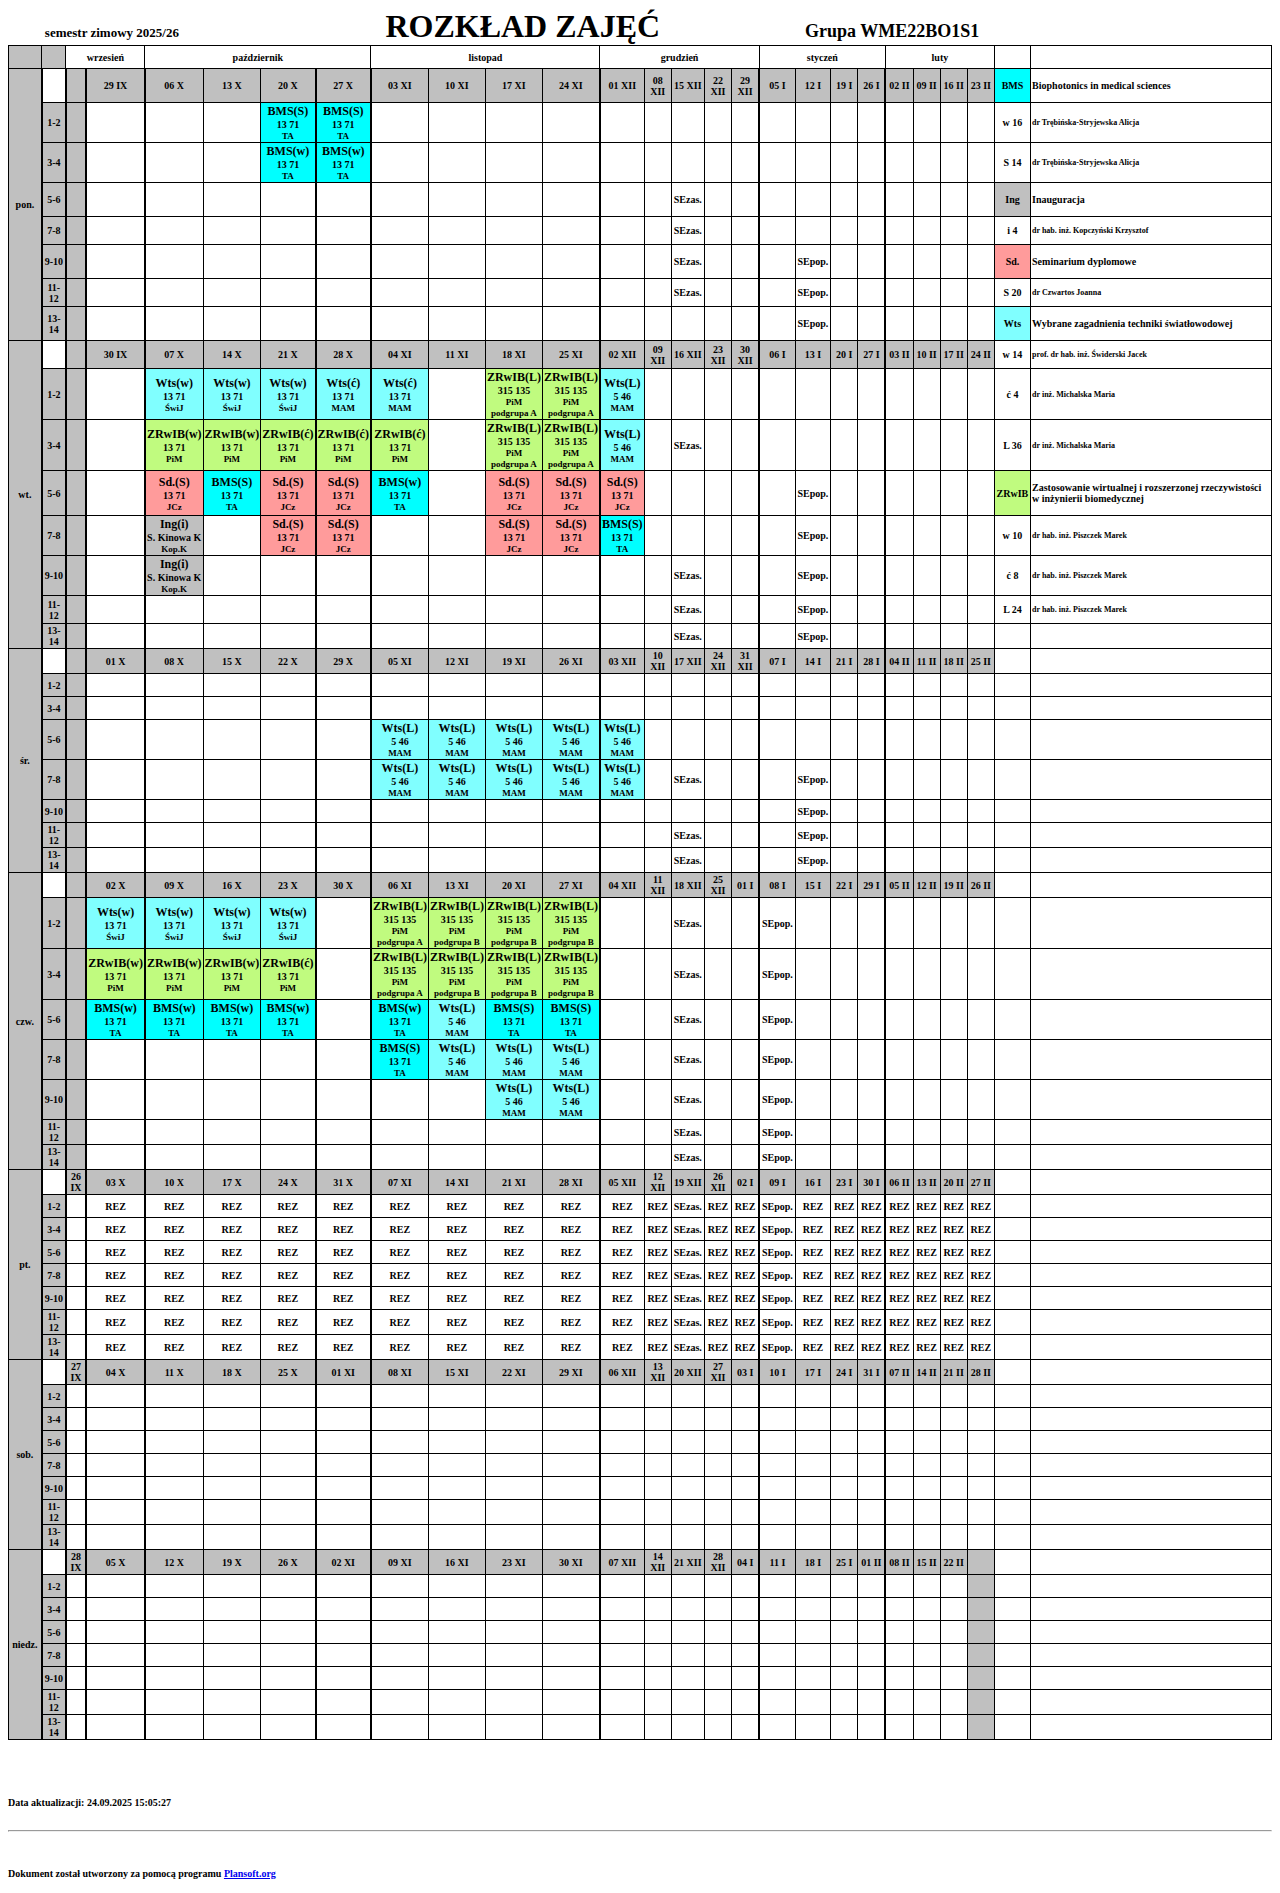 semestr zimowy 2025/26 ROZKŁAD ZAJĘĆ Grupa WME22BO1S1
wrzesień październik listopad grudzień styczeń luty
pon. 29 IX 06 X 13 X 20 X 27 X 03 XI 10 XI 17 XI 24 XI 01 XII 08 XII 15 XII 22 XII 29 XII 05 I 12 I 19 I 26 I 02 II 09 II 16 II 23 II BMS Biophotonics in medical sciences
1-2 BMS(S) 13 71 TA BMS(S) 13 71 TA w 16 dr Trębińska-Stryjewska Alicja
3-4 BMS(w) 13 71 TA BMS(w) 13 71 TA S 14 dr Trębińska-Stryjewska Alicja
5-6 SEzas. Ing Inauguracja
7-8 SEzas. i 4 dr hab. inż. Kopczyński Krzysztof
9-10 SEzas. SEpop. Sd. Seminarium dyplomowe
11-12 SEzas. SEpop. S 20 dr Czwartos Joanna
13-14 SEpop. Wts Wybrane zagadnienia techniki światłowodowej
wt. 30 IX 07 X 14 X 21 X 28 X 04 XI 11 XI 18 XI 25 XI 02 XII 09 XII 16 XII 23 XII 30 XII 06 I 13 I 20 I 27 I 03 II 10 II 17 II 24 II w 14 prof. dr hab. inż. Świderski Jacek
1-2 Wts(w) 13 71 ŚwiJ Wts(w) 13 71 ŚwiJ Wts(w) 13 71 ŚwiJ Wts(ć) 13 71 MAM Wts(ć) 13 71 MAM ZRwIB(L) 315 135 PiM podgrupa A ZRwIB(L) 315 135 PiM podgrupa A Wts(L) 5 46 MAM ć 4 dr inż. Michalska Maria
3-4 ZRwIB(w) 13 71 PiM ZRwIB(w) 13 71 PiM ZRwIB(ć) 13 71 PiM ZRwIB(ć) 13 71 PiM ZRwIB(ć) 13 71 PiM ZRwIB(L) 315 135 PiM podgrupa A ZRwIB(L) 315 135 PiM podgrupa A Wts(L) 5 46 MAM SEzas. L 36 dr inż. Michalska Maria
5-6 Sd.(S) 13 71 JCz BMS(S) 13 71 TA Sd.(S) 13 71 JCz Sd.(S) 13 71 JCz BMS(w) 13 71 TA Sd.(S) 13 71 JCz Sd.(S) 13 71 JCz Sd.(S) 13 71 JCz SEpop. ZRwIB Zastosowanie wirtualnej i rozszerzonej rzeczywistości w inżynierii biomedycznej
7-8 Ing(i) S. Kinowa K Kop.K Sd.(S) 13 71 JCz Sd.(S) 13 71 JCz Sd.(S) 13 71 JCz Sd.(S) 13 71 JCz BMS(S) 13 71 TA SEpop. w 10 dr hab. inż. Piszczek Marek
9-10 Ing(i) S. Kinowa K Kop.K SEzas. SEpop. ć 8 dr hab. inż. Piszczek Marek
11-12 SEzas. SEpop. L 24 dr hab. inż. Piszczek Marek
13-14 SEzas. SEpop.
śr. 01 X 08 X 15 X 22 X 29 X 05 XI 12 XI 19 XI 26 XI 03 XII 10 XII 17 XII 24 XII 31 XII 07 I 14 I 21 I 28 I 04 II 11 II 18 II 25 II
1-2
3-4
5-6 Wts(L) 5 46 MAM Wts(L) 5 46 MAM Wts(L) 5 46 MAM Wts(L) 5 46 MAM Wts(L) 5 46 MAM
7-8 Wts(L) 5 46 MAM Wts(L) 5 46 MAM Wts(L) 5 46 MAM Wts(L) 5 46 MAM Wts(L) 5 46 MAM SEzas. SEpop.
9-10 SEpop.
11-12 SEzas. SEpop.
13-14 SEzas. SEpop.
czw. 02 X 09 X 16 X 23 X 30 X 06 XI 13 XI 20 XI 27 XI 04 XII 11 XII 18 XII 25 XII 01 I 08 I 15 I 22 I 29 I 05 II 12 II 19 II 26 II
1-2 Wts(w) 13 71 ŚwiJ Wts(w) 13 71 ŚwiJ Wts(w) 13 71 ŚwiJ Wts(w) 13 71 ŚwiJ ZRwIB(L) 315 135 PiM podgrupa A ZRwIB(L) 315 135 PiM podgrupa B ZRwIB(L) 315 135 PiM podgrupa B ZRwIB(L) 315 135 PiM podgrupa B SEzas. SEpop.
3-4 ZRwIB(w) 13 71 PiM ZRwIB(w) 13 71 PiM ZRwIB(w) 13 71 PiM ZRwIB(ć) 13 71 PiM ZRwIB(L) 315 135 PiM podgrupa A ZRwIB(L) 315 135 PiM podgrupa B ZRwIB(L) 315 135 PiM podgrupa B ZRwIB(L) 315 135 PiM podgrupa B SEzas. SEpop.
5-6 BMS(w) 13 71 TA BMS(w) 13 71 TA BMS(w) 13 71 TA BMS(w) 13 71 TA BMS(w) 13 71 TA Wts(L) 5 46 MAM BMS(S) 13 71 TA BMS(S) 13 71 TA SEzas. SEpop.
7-8 BMS(S) 13 71 TA Wts(L) 5 46 MAM Wts(L) 5 46 MAM Wts(L) 5 46 MAM SEzas. SEpop.
9-10 Wts(L) 5 46 MAM Wts(L) 5 46 MAM SEzas. SEpop.
11-12 SEzas. SEpop.
13-14 SEzas. SEpop.
pt. 26 IX 03 X 10 X 17 X 24 X 31 X 07 XI 14 XI 21 XI 28 XI 05 XII 12 XII 19 XII 26 XII 02 I 09 I 16 I 23 I 30 I 06 II 13 II 20 II 27 II
1-2 REZ REZ REZ REZ REZ REZ REZ REZ REZ REZ REZ SEzas. REZ REZ SEpop. REZ REZ REZ REZ REZ REZ REZ
3-4 REZ REZ REZ REZ REZ REZ REZ REZ REZ REZ REZ SEzas. REZ REZ SEpop. REZ REZ REZ REZ REZ REZ REZ
5-6 REZ REZ REZ REZ REZ REZ REZ REZ REZ REZ REZ SEzas. REZ REZ SEpop. REZ REZ REZ REZ REZ REZ REZ
7-8 REZ REZ REZ REZ REZ REZ REZ REZ REZ REZ REZ SEzas. REZ REZ SEpop. REZ REZ REZ REZ REZ REZ REZ
9-10 REZ REZ REZ REZ REZ REZ REZ REZ REZ REZ REZ SEzas. REZ REZ SEpop. REZ REZ REZ REZ REZ REZ REZ
11-12 REZ REZ REZ REZ REZ REZ REZ REZ REZ REZ REZ SEzas. REZ REZ SEpop. REZ REZ REZ REZ REZ REZ REZ
13-14 REZ REZ REZ REZ REZ REZ REZ REZ REZ REZ REZ SEzas. REZ REZ SEpop. REZ REZ REZ REZ REZ REZ REZ
sob. 27 IX 04 X 11 X 18 X 25 X 01 XI 08 XI 15 XI 22 XI 29 XI 06 XII 13 XII 20 XII 27 XII 03 I 10 I 17 I 24 I 31 I 07 II 14 II 21 II 28 II
1-2
3-4
5-6
7-8
9-10
11-12
13-14
niedz. 28 IX 05 X 12 X 19 X 26 X 02 XI 09 XI 16 XI 23 XI 30 XI 07 XII 14 XII 21 XII 28 XII 04 I 11 I 18 I 25 I 01 II 08 II 15 II 22 II
1-2
3-4
5-6
7-8
9-10
11-12
13-14
Data aktualizacji: 24.09.2025 15:05:27
Dokument został utworzony za pomocą programu Plansoft.org